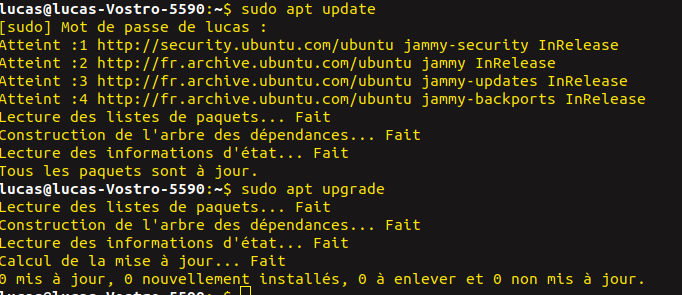 lucas@lucas-Vostro-5590:~$ sudo apt update
[sudo] Mot de passe de lucas :
Atteint :1 http://security.ubuntu.com/ubuntu jammy-security InRelease
Atteint :2 http://fr.archive.ubuntu.com/ubuntu jammy InRelease
Atteint :3 http://fr.archive.ubuntu.com/ubuntu jammy-updates InRelease
Atteint :4 http://fr.archive.ubuntu.com/ubuntu jammy-backports InRelease
Lecture des listes de paquets... Fait
Construction de l'arbre des dépendances... Fait
Lecture des informations d'état... Fait
Tous les paquets sont à jour.
lucas@lucas-Vostro-5590:~$ sudo apt upgrade
Lecture des listes de paquets... Fait
Construction de l'arbre des dépendances... Fait
Lecture des informations d'état... Fait
Calcul de la mise à jour... Fait
0 mis à jour, 0 nouvellement installés, 0 à enlever et 0 non mis à jour.
lucas@lucas-Vostro-5590:~$